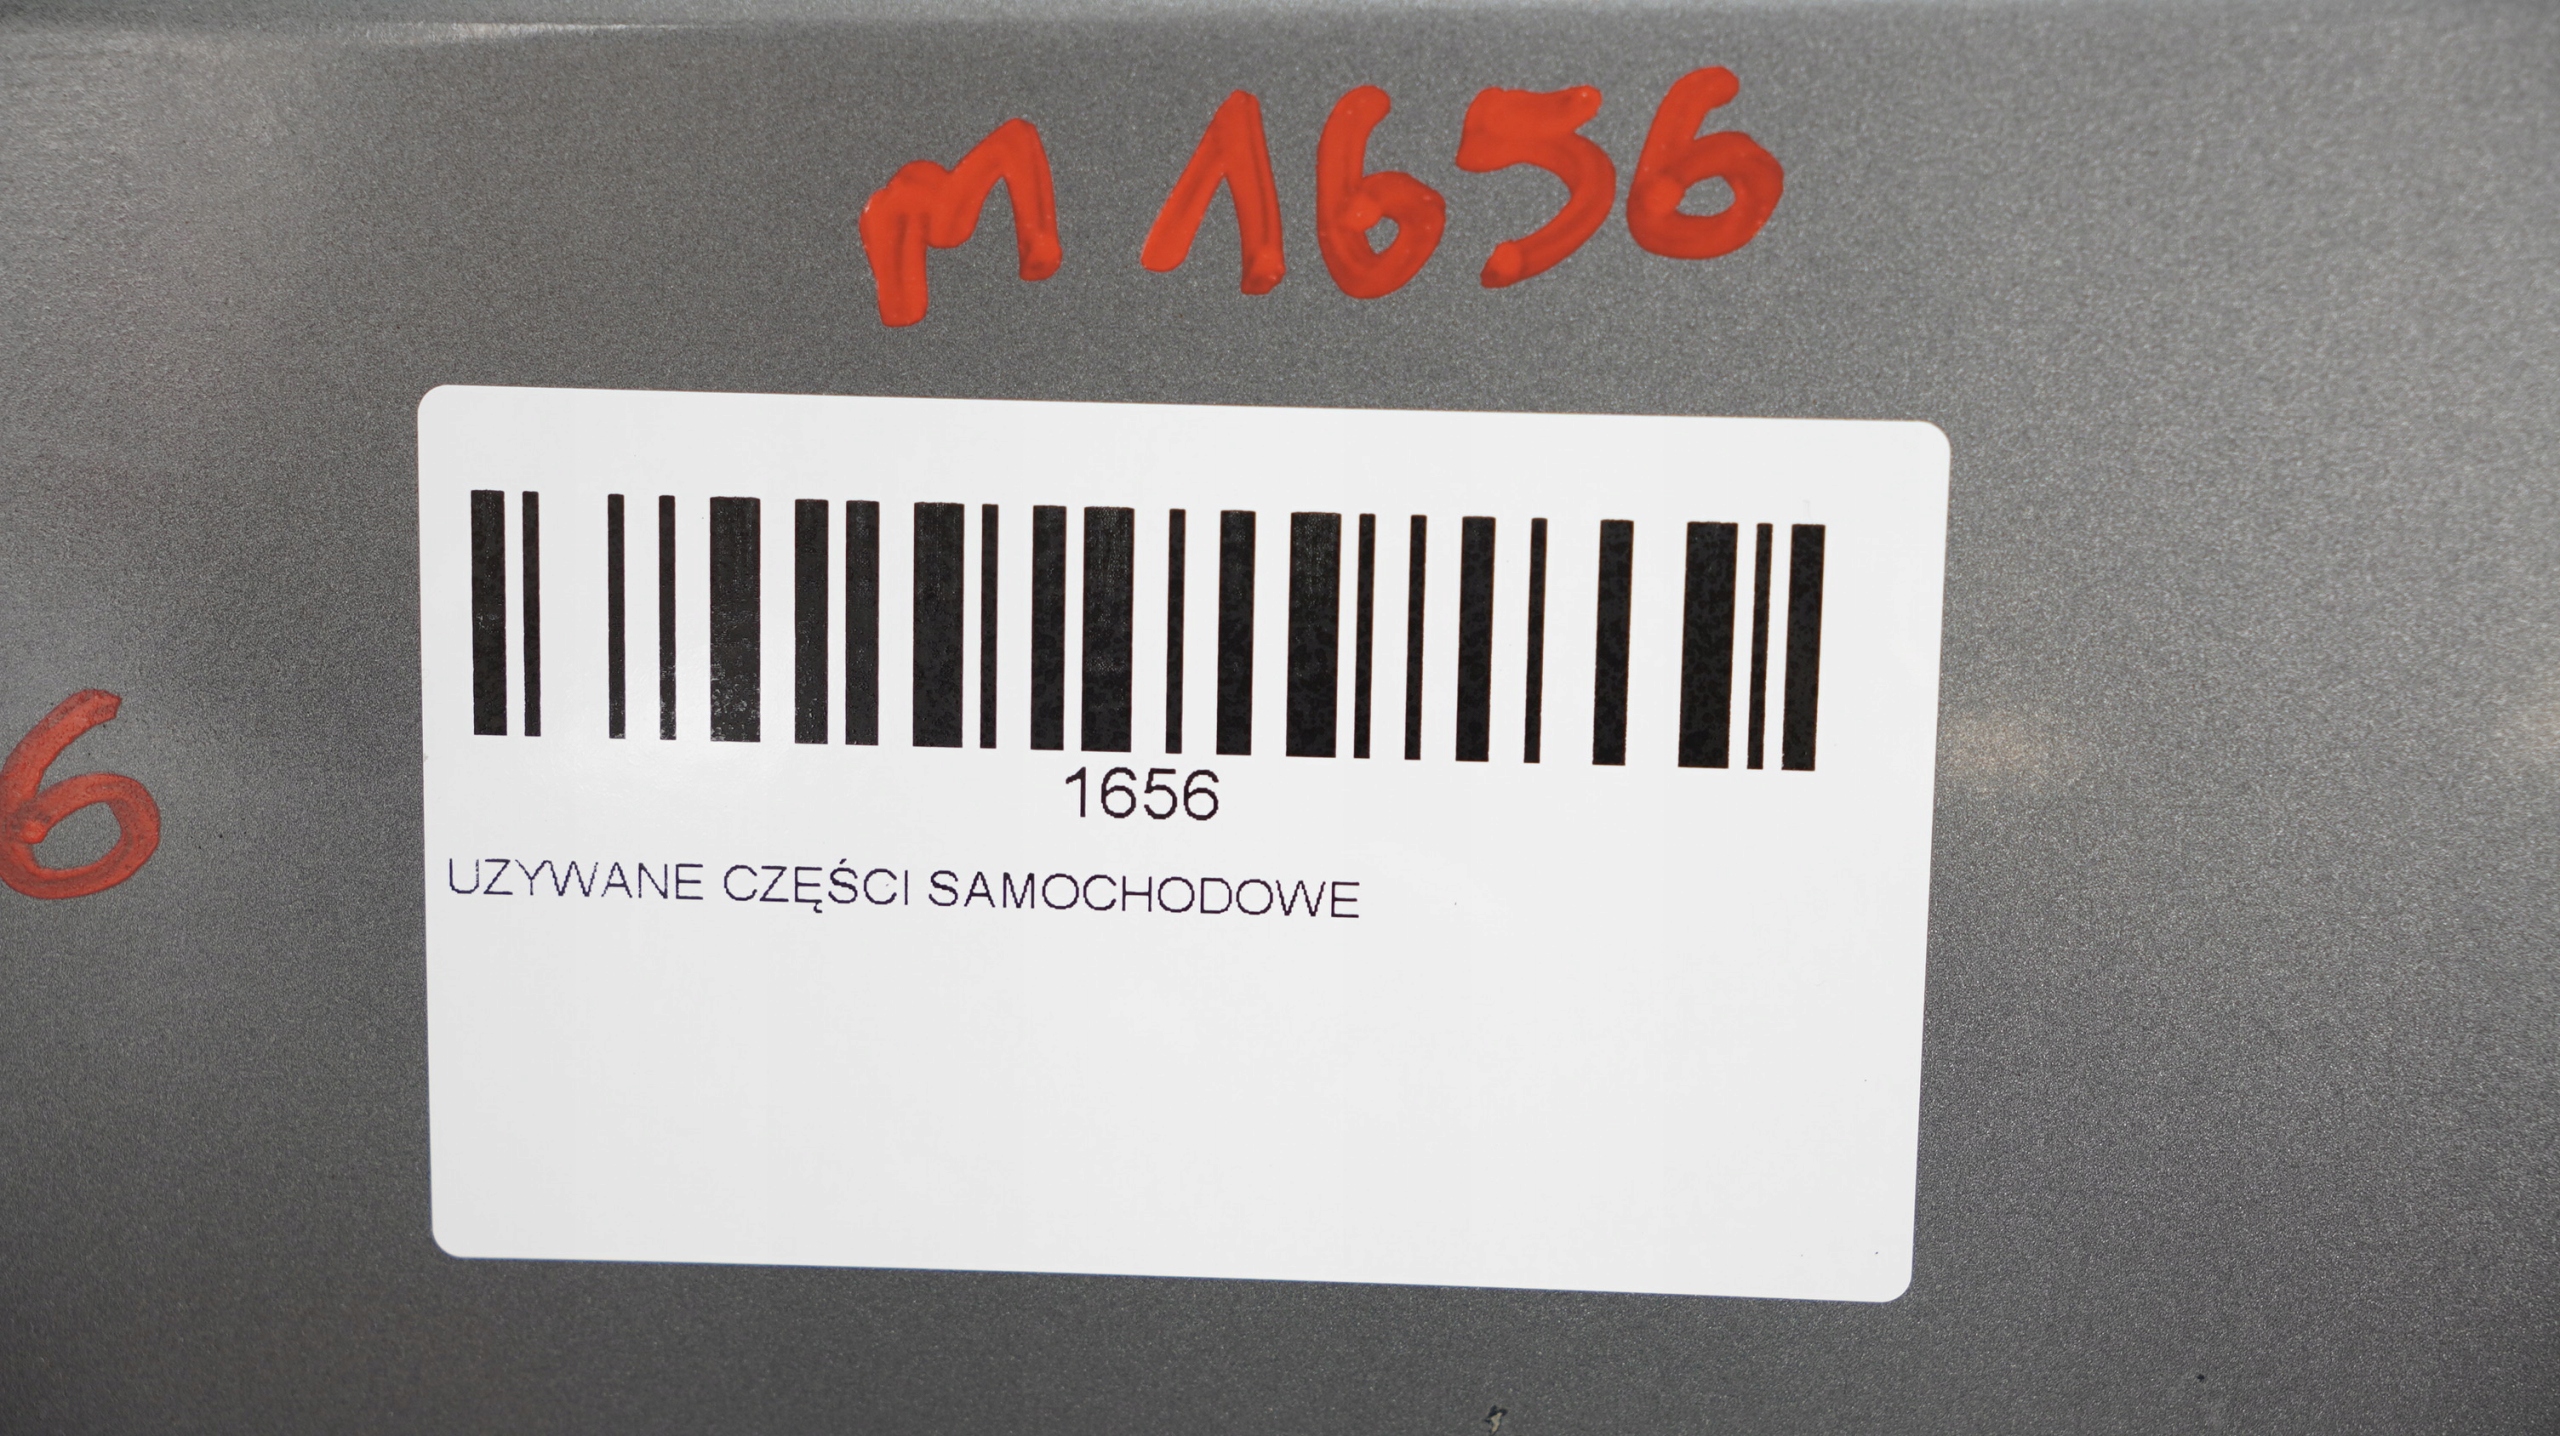 M 1656
6
1656
UZYWANE CZĘŚCI SAMOCHODOWE